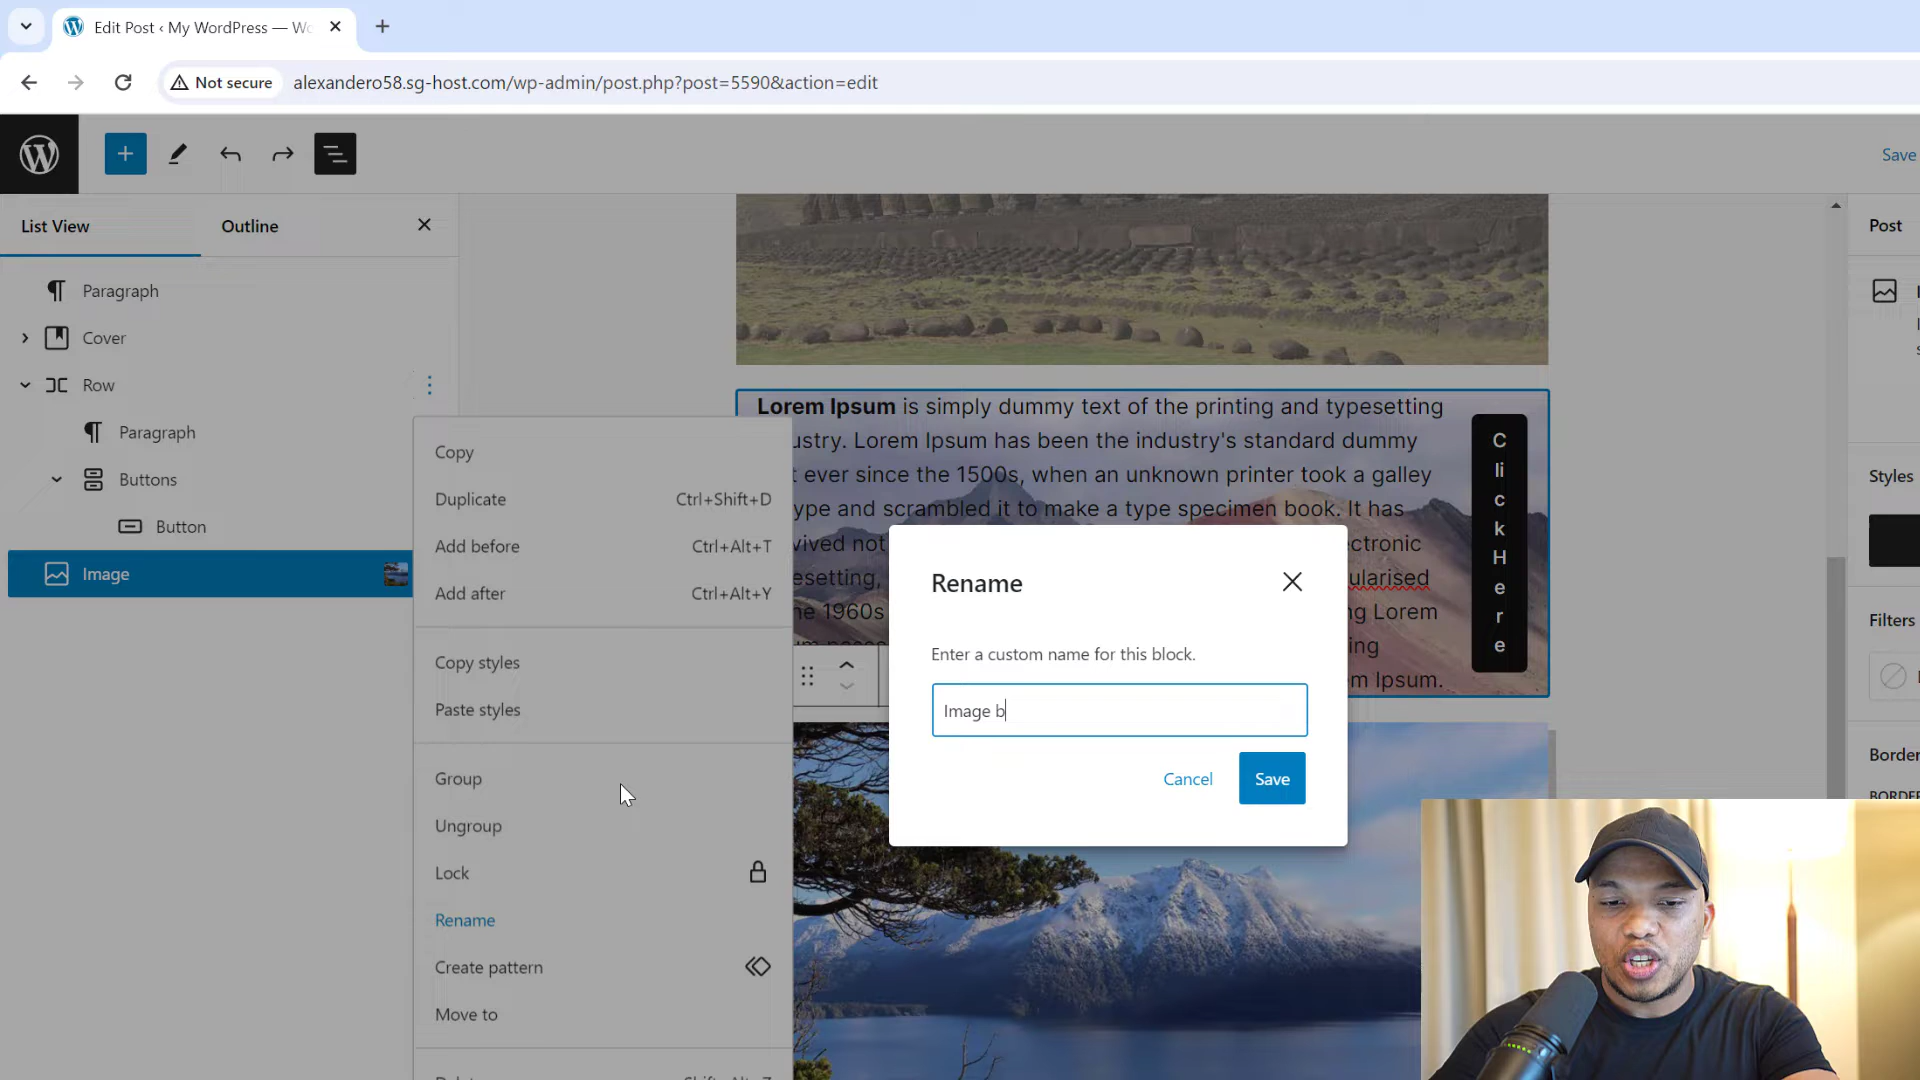 Edit Post ‹ My WordPress — Wo
Not secure
alexandero58.sg-host.com/wp-admin/post.php?post=5590&action=edit
Save
List View
Outline
Post
Paragraph
Cover
Row
Paragraph
Buttons
Button
Image
Copy
Duplicate Ctrl+Shift+D
Add before Ctrl+Alt+T
Add after Ctrl+Alt+Y
Copy styles
Paste styles
Group
Ungroup
Lock
Rename
Create pattern
Move to
Lorem Ipsum is simply dummy text of the printing and typesetting
ustry. Lorem Ipsum has been the industry's standard dummy
ever since the 1500s, when an unknown printer took a galley
ype and scrambled it to make a type specimen book. It has
vived not ectronic
esetting, ularised
1960s ng Lorem
ing
m Ipsum.
C
li
c
k
H
e
r
e
Rename
Enter a custom name for this block.
Image b
Cancel
Save
Styles
Filters
Border